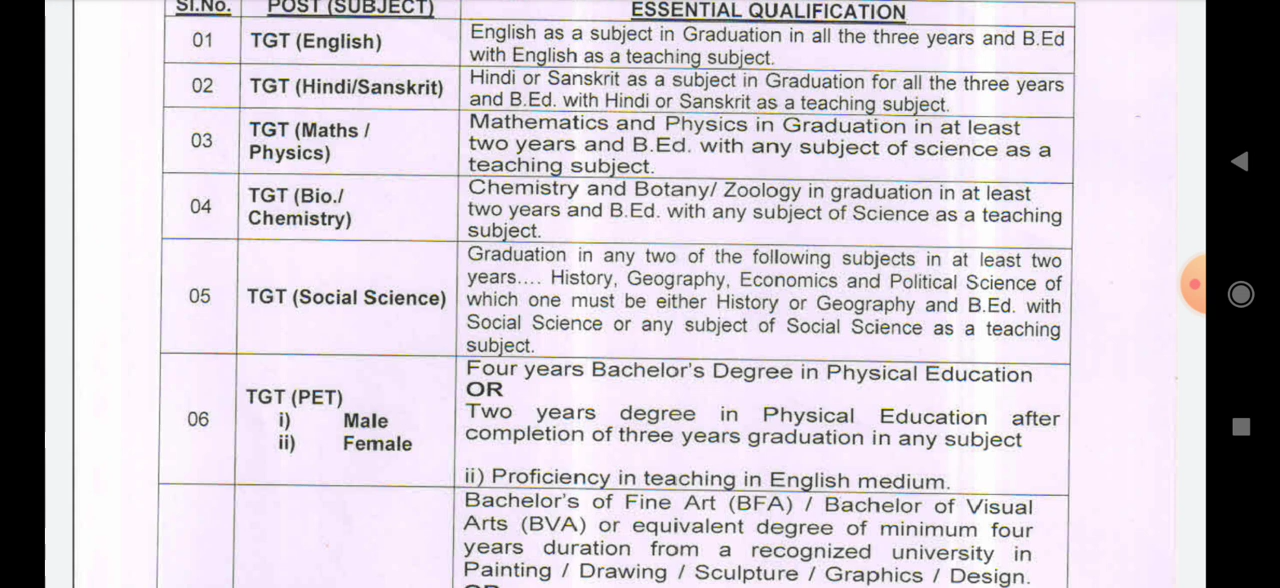 Sl.No. POST (SUBJECT) ESSENTIAL QUALIFICATION
01 TGT (English) English as a subject in Graduation in all the three years and B.Ed
with English as a teaching subject.
02 TGT (Hindi/Sanskrit) Hindi or Sanskrit as a subject in Graduation for all the three years
and B.Ed. with Hindi or Sanskrit as a teaching subject.
03 TGT (Maths / Physics) Mathematics and Physics in Graduation in at least
two years and B.Ed. with any subject of science as a
teaching subject.
04 TGT (Bio./ Chemistry) Chemistry and Botany/ Zoology in graduation in at least
two years and B.Ed. with any subject of Science as a teaching
subject.
05 TGT (Social Science) Graduation in any two of the following subjects in at least two
years.... History, Geography, Economics and Political Science of
which one must be either History or Geography and B.Ed. with
Social Science or any subject of Social Science as a teaching
subject.
06 TGT (PET)
i) Male
ii) Female
Four years Bachelor's Degree in Physical Education
OR
Two years degree in Physical Education after
completion of three years graduation in any subject
ii) Proficiency in teaching in English medium.
Bachelor's of Fine Art (BFA) / Bachelor of Visual
Arts (BVA) or equivalent degree of minimum four
years duration from a recognized university in
Painting / Drawing / Sculpture / Graphics / Design.
OR